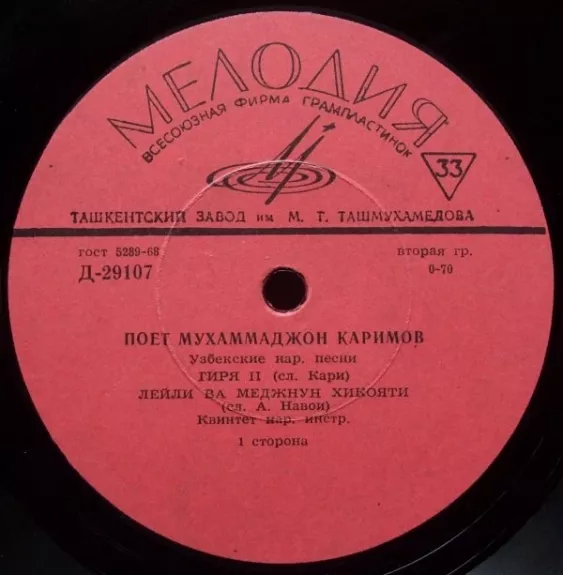 МЕЛОДИЯ
ВСЕСОЮЗНАЯ ФИРМА ГРАМПЛАСТИНОК
33
ТАШКЕНТСКИЙ ЗАВОД им М. Т. ТАШМУХАМЕДОВА
гост 5289-68 вторая гр.
Д-29107 0-70
ПОЕТ МУХАММАДЖОН КАРИМОВ
Узбекские нар. песни
ГИРЯ II (сл. Кари)
ЛЕЙЛИ ВА МЕДЖНУН ХИКОЯТИ
(сл. А. Навои)
Квинтет нар. инстр.
1 сторона